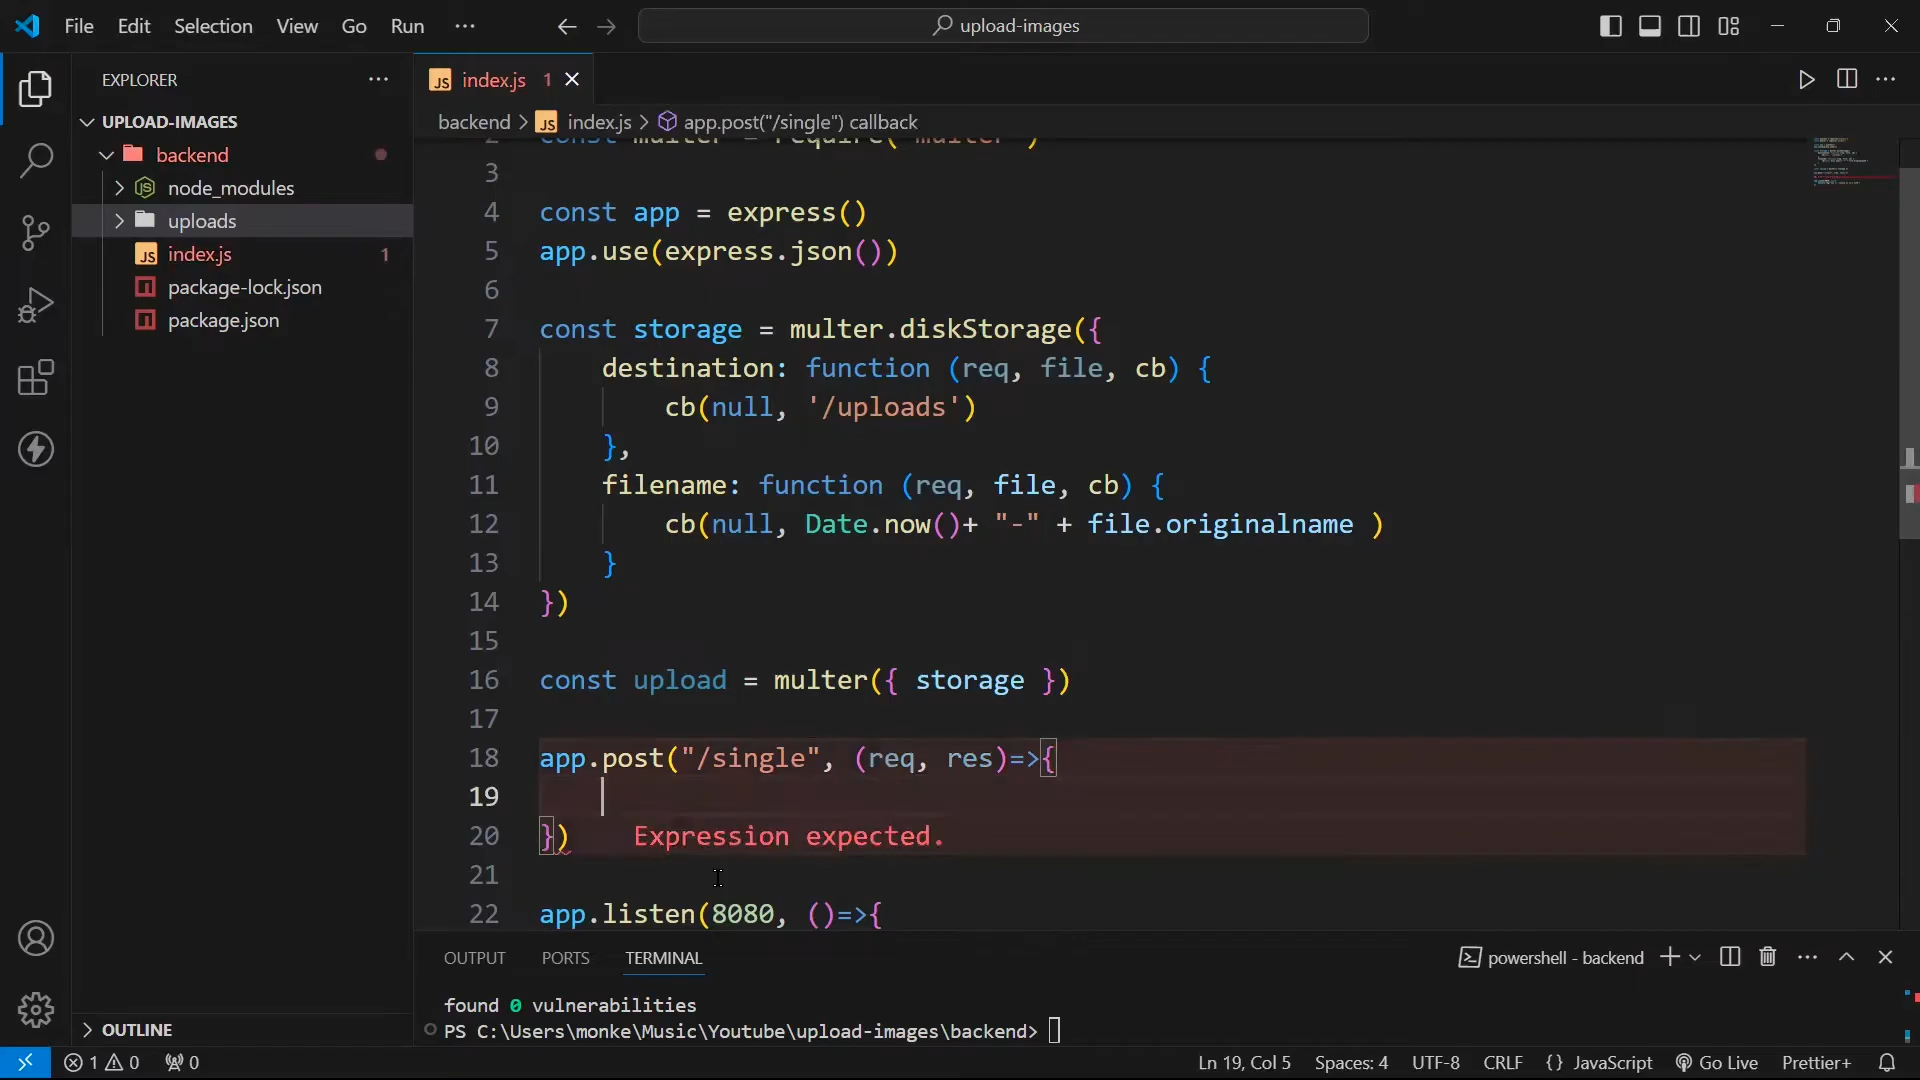 File Edit Selection View Go Run ...
upload-images
EXPLORER
UPLOAD-IMAGES
backend
node_modules
uploads
index.js 1
package-lock.json
package.json
OUTLINE
index.js 1
backend > index.js > app.post("/single") callback
2 const multer = require("multer")
3
4 const app = express()
5 app.use(express.json())
6
7 const storage = multer.diskStorage({
8 destination: function (req, file, cb) {
9 cb(null, '/uploads')
10 },
11 filename: function (req, file, cb) {
12 cb(null, Date.now()+ "-" + file.originalname )
13 }
14 })
15
16 const upload = multer({ storage })
17
18 app.post("/single", (req, res)=>{
19
20 }) Expression expected.
21
22 app.listen(8080, ()=>{
OUTPUT PORTS TERMINAL
powershell - backend
found 0 vulnerabilities
PS C:\Users\monke\Music\Youtube\upload-images\backend>
1 0 0
Ln 19, Col 5 Spaces: 4 UTF-8 CRLF {} JavaScript Go Live Prettier+